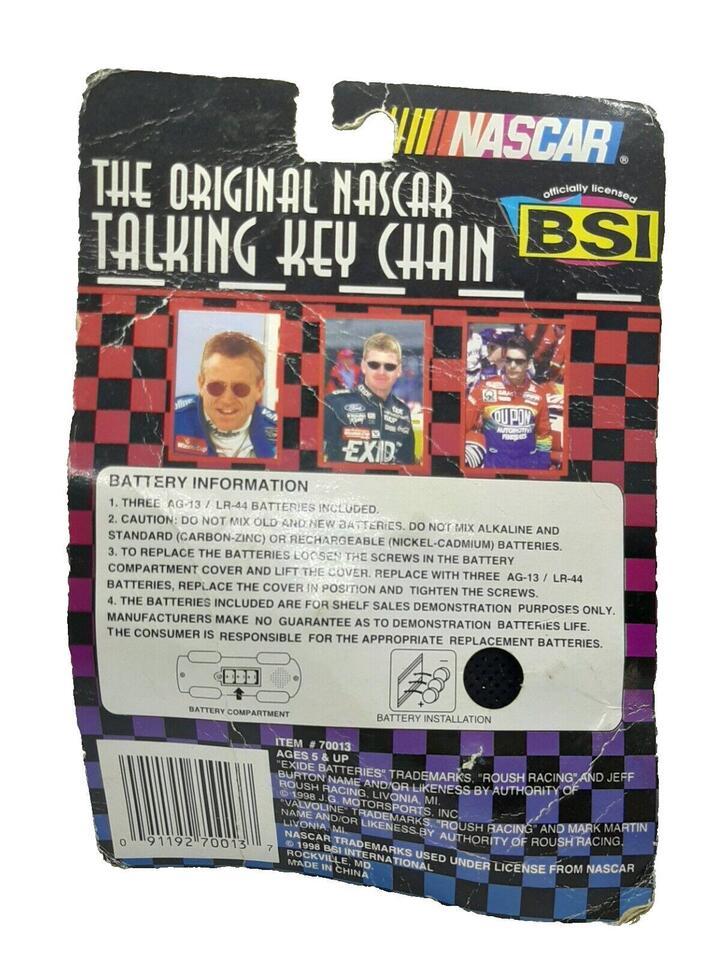 NASCAR®
THE ORIGINAL NASCAR
TALKING KEY CHAIN
officially licensed
BSI
Ford
EXID
DUPON
AUTOMOTIVE
FINISHES
BATTERY INFORMATION
1. THREE AG-13 / LR-44 BATTERIES INCLUDED.
2. CAUTION: DO NOT MIX OLD AND NEW BATTERIES. DO NOT MIX ALKALINE AND
STANDARD (CARBON-ZINC) OR RECHARGEABLE (NICKEL-CADMIUM) BATTERIES.
3. TO REPLACE THE BATTERIES LOOSEN THE SCREWS IN THE BATTERY
COMPARTMENT COVER AND LIFT THE COVER. REPLACE WITH THREE AG-13 / LR-44
BATTERIES, REPLACE THE COVER IN POSITION AND TIGHTEN THE SCREWS.
4. THE BATTERIES INCLUDED ARE FOR SHELF SALES DEMONSTRATION PURPOSES ONLY.
MANUFACTURERS MAKE NO GUARANTEE AS TO DEMONSTRATION BATTERIES LIFE.
THE CONSUMER IS RESPONSIBLE FOR THE APPROPRIATE REPLACEMENT BATTERIES.
BATTERY COMPARTMENT
BATTERY INSTALLATION
ITEM # 70013
AGES 5 & UP
"EXIDE BATTERIES" TRADEMARKS, "ROUSH RACING" AND JEFF
BURTON NAME AND/OR LIKENESS BY AUTHORITY OF
ROUSH RACING, LIVONIA, MI.
© 1998 J.G. MOTORSPORTS, INC.
"VALVOLINE" TRADEMARKS, "ROUSH RACING" AND MARK MARTIN
NAME AND/OR LIKENESS BY AUTHORITY OF ROUSH RACING,
LIVONIA, MI
NASCAR TRADEMARKS USED UNDER LICENSE FROM NASCAR
© 1998 BSI INTERNATIONAL
ROCKVILLE, MD
MADE IN CHINA
0 91192 70013 7